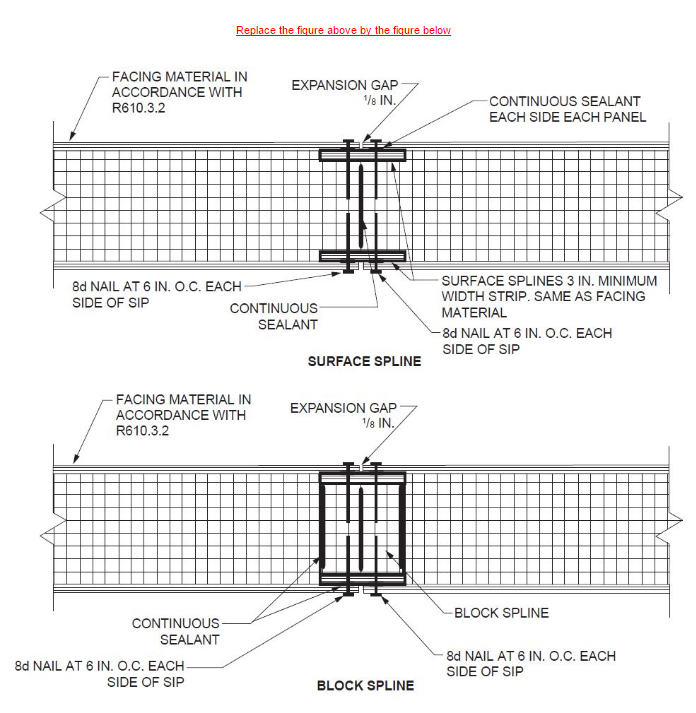 Replace the figure above by the figure below
FACING MATERIAL IN
ACCORDANCE WITH
R610.3.2
EXPANSION GAP
1/8 IN.
CONTINUOUS SEALANT
EACH SIDE EACH PANEL
8d NAIL AT 6 IN. O.C. EACH
SIDE OF SIP
CONTINUOUS
SEALANT
SURFACE SPLINES 3 IN. MINIMUM
WIDTH STRIP. SAME AS FACING
MATERIAL
8d NAIL AT 6 IN. O.C. EACH
SIDE OF SIP
SURFACE SPLINE
FACING MATERIAL IN
ACCORDANCE WITH
R610.3.2
EXPANSION GAP
1/8 IN.
CONTINUOUS
SEALANT
BLOCK SPLINE
8d NAIL AT 6 IN. O.C. EACH
SIDE OF SIP
8d NAIL AT 6 IN. O.C. EACH
SIDE OF SIP
BLOCK SPLINE